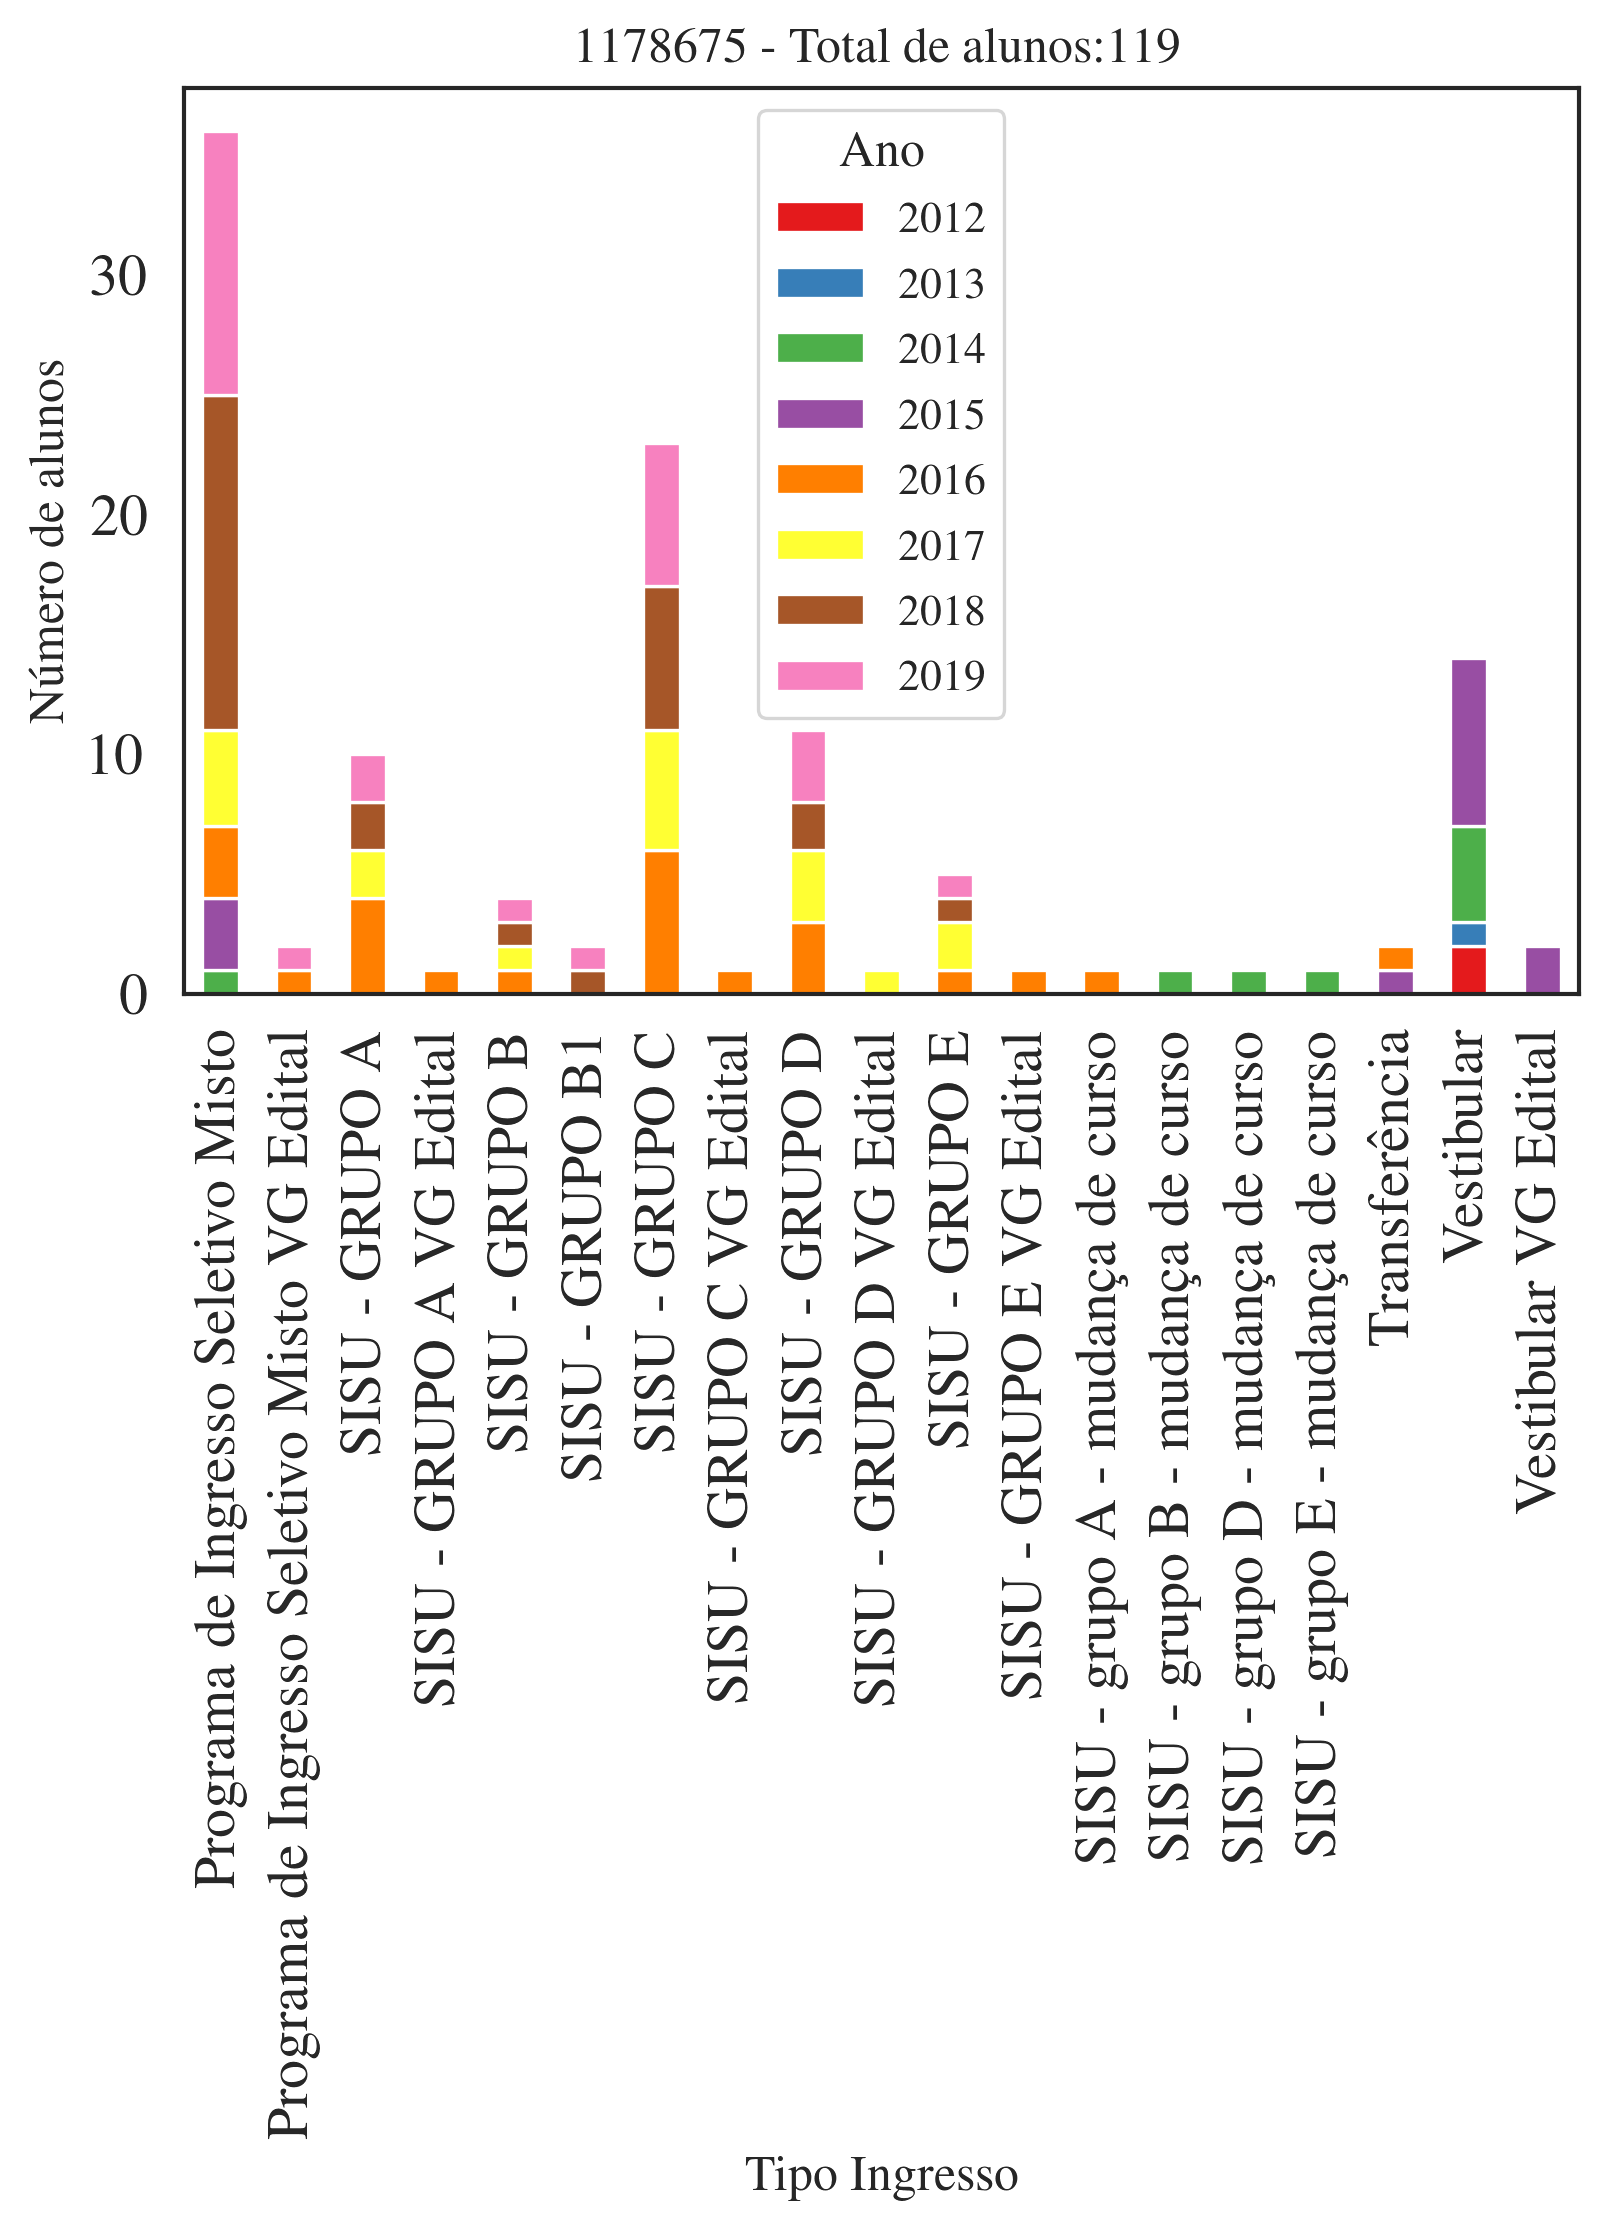 1178675 - Total de alunos:119
Número de alunos
30
20
10
0
Ano
2012
2013
2014
2015
2016
2017
2018
2019
Programa de Ingresso Seletivo Misto
Programa de Ingresso Seletivo Misto VG Edital
SISU - GRUPO A
SISU - GRUPO A VG Edital
SISU - GRUPO B
SISU - GRUPO B1
SISU - GRUPO C
SISU - GRUPO C VG Edital
SISU - GRUPO D
SISU - GRUPO D VG Edital
SISU - GRUPO E
SISU - GRUPO E VG Edital
SISU - grupo A - mudança de curso
SISU - grupo B - mudança de curso
SISU - grupo D - mudança de curso
SISU - grupo E - mudança de curso
Transferência
Vestibular
Vestibular VG Edital
Tipo Ingresso